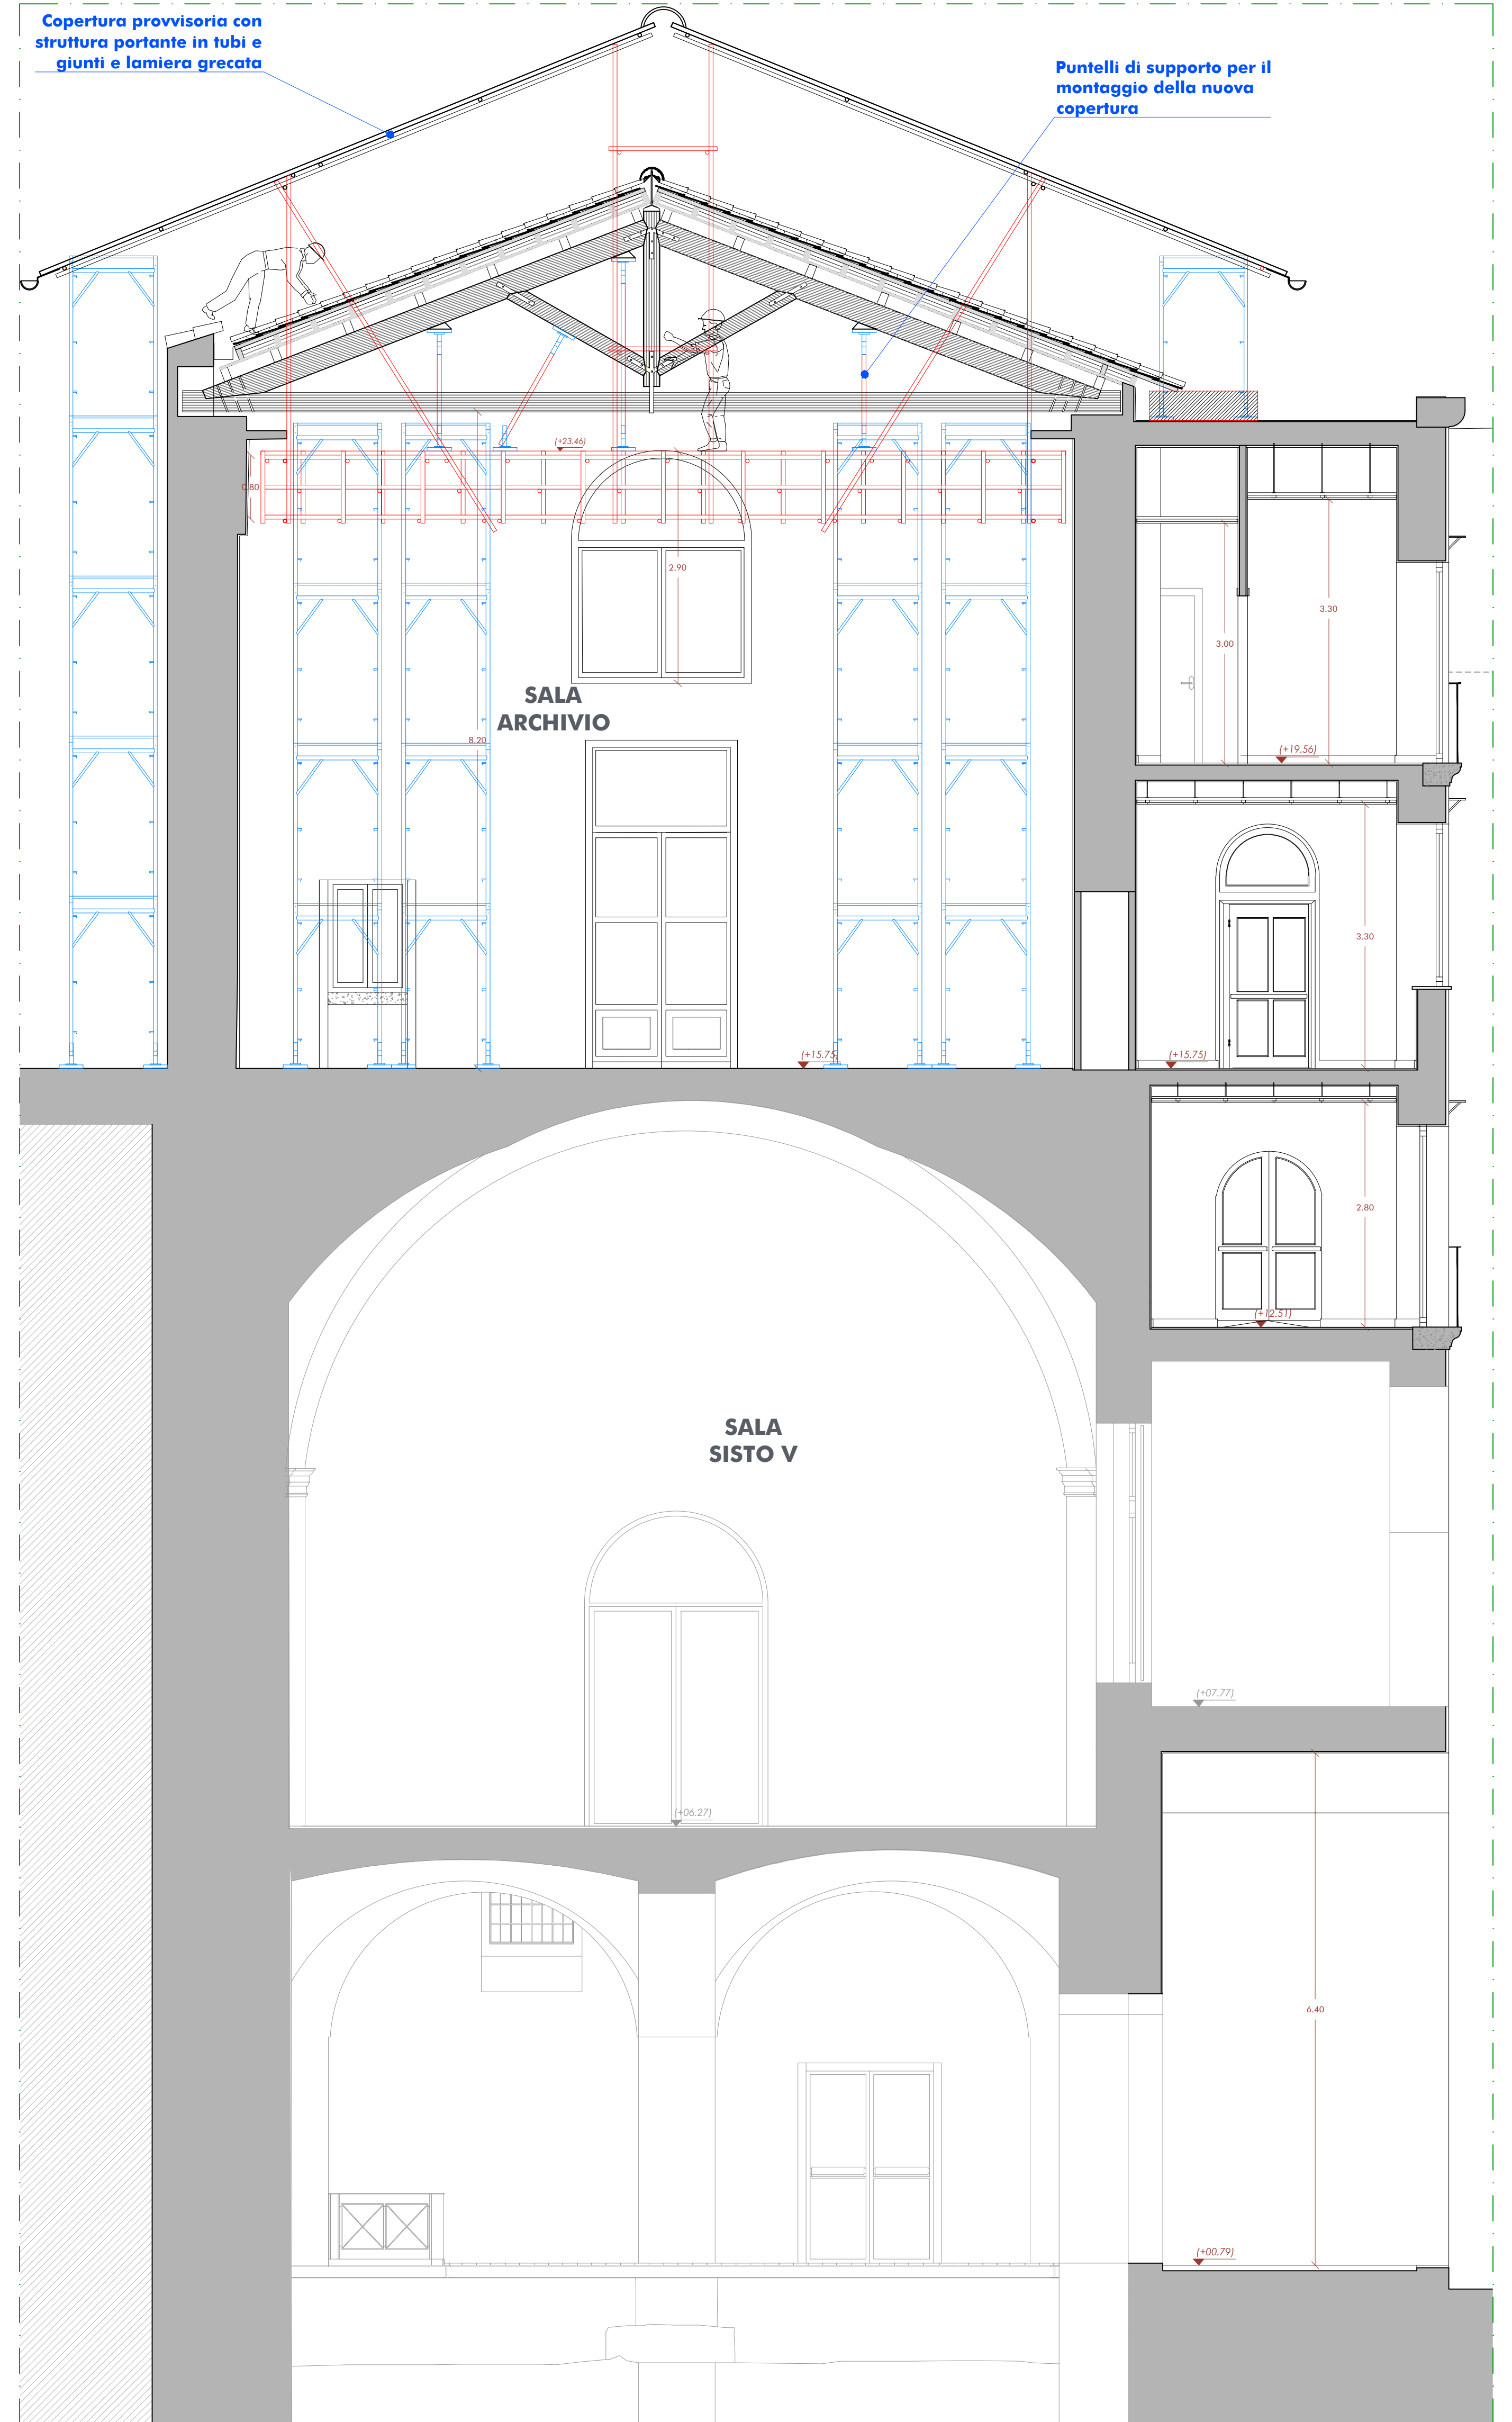 Copertura provvisoria con
struttura portante in tubi e
giunti e lamiera grecata
Puntelli di supporto per il
montaggio della nuova
copertura
(+23.46)
0.80
2.90
3.30
3.00
SALA
ARCHIVIO
8.20
(+19.56)
3.30
(+15.75)
(+15.75)
2.80
(+12.51)
SALA
SISTO V
(+07.77)
(+06.27)
6.40
(+00.79)